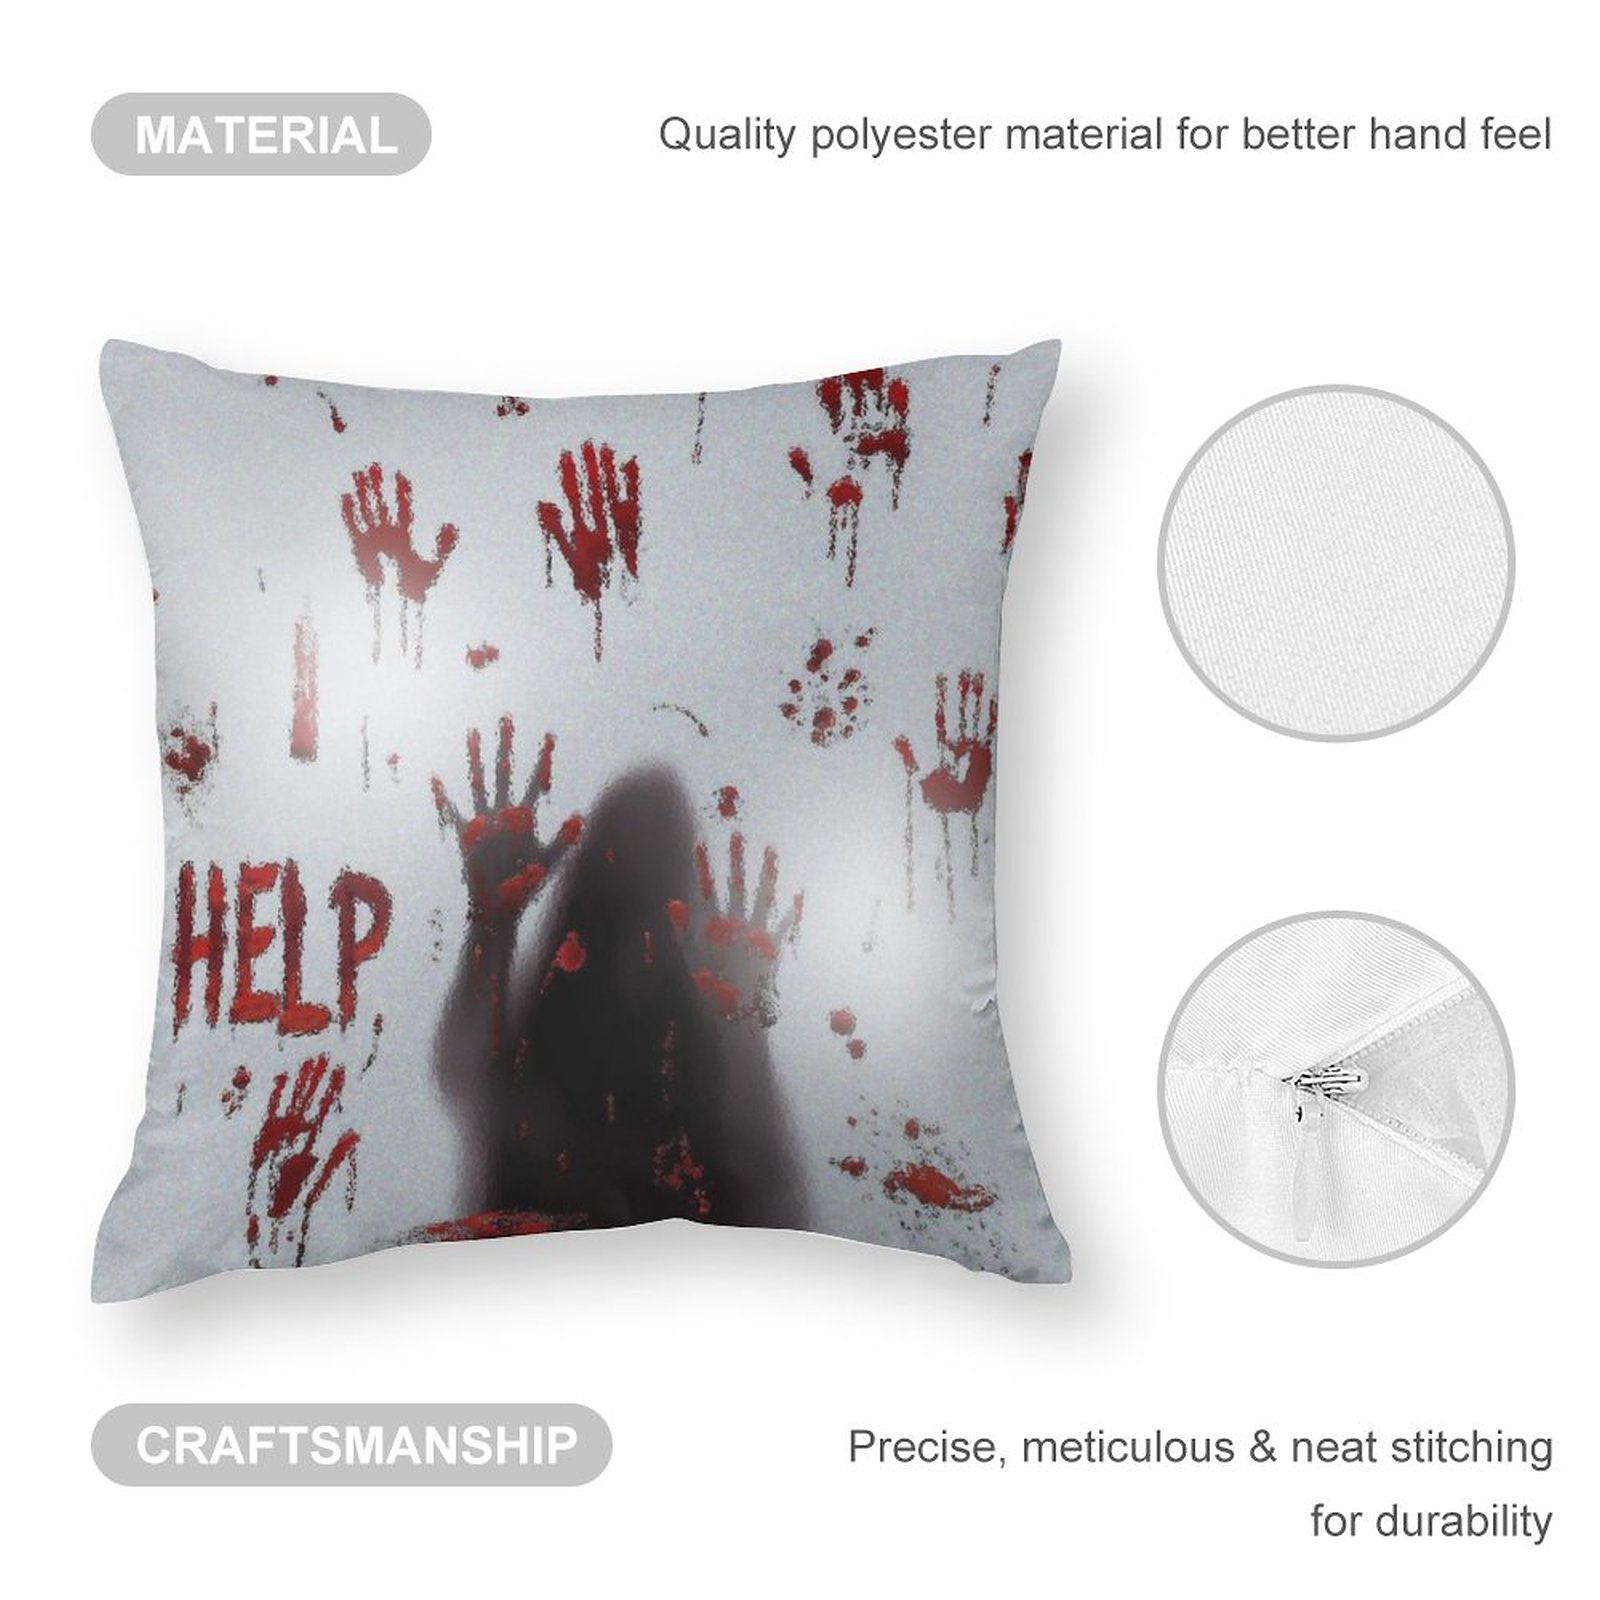 MATERIAL
Quality polyester material for better hand feel
HELP
CRAFTSMANSHIP
Precise, meticulous & neat stitching
for durability